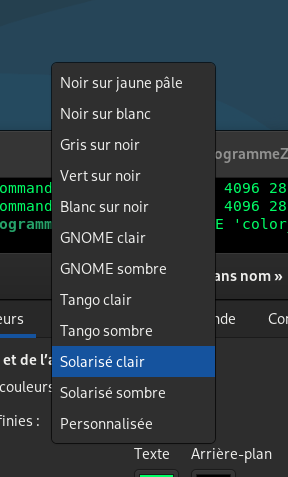 Noir sur jaune pâle
Noir sur blanc
Gris sur noir
Vert sur noir
Blanc sur noir
GNOME clair
GNOME sombre
Tango clair
Tango sombre
Solarisé clair
Solarisé sombre
Personnalisée
ogrammeZ
ommand 4096 28
ommand 4096 28
ogramm E 'color_
ans nom »
eurs nde Co
et de l'a
couleurs
finies :
Texte Arrière-plan